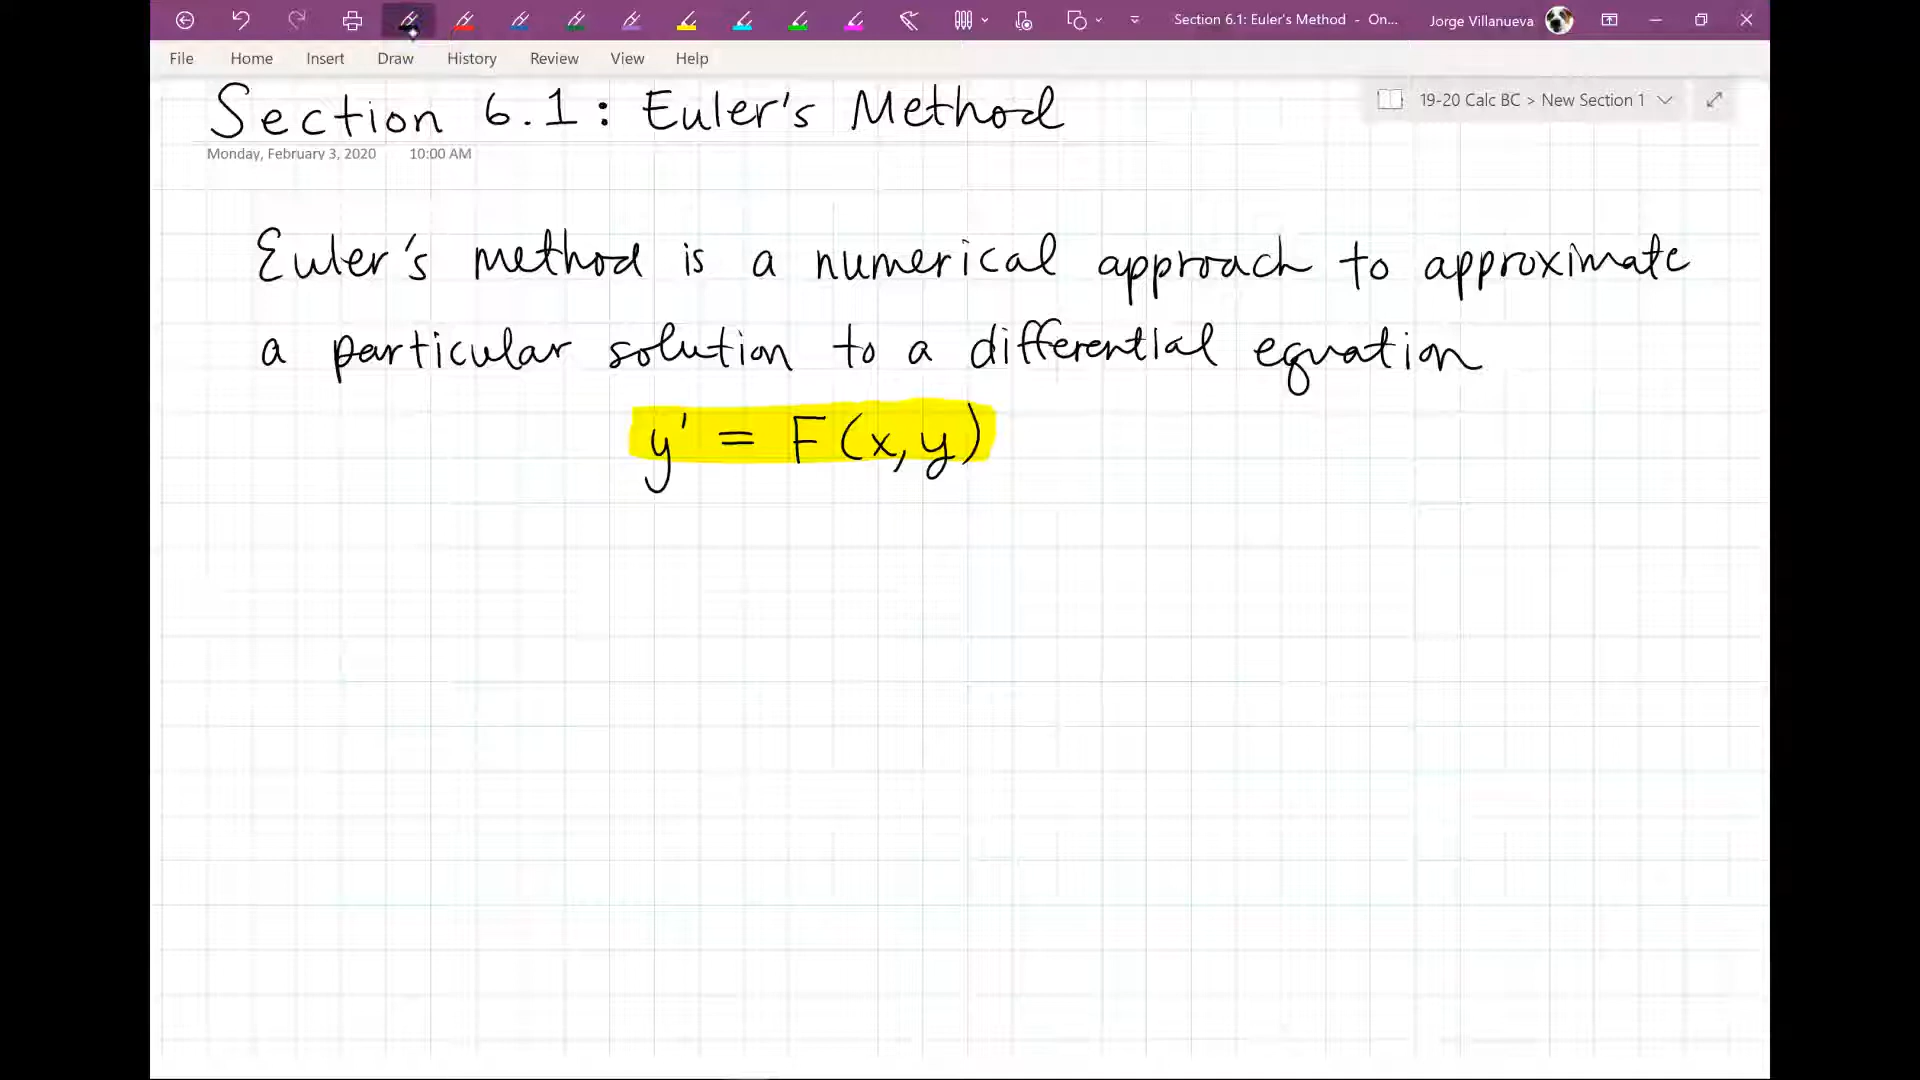 Section 6.1: Euler's Method - On...
Jorge Villanueva
File Home Insert Draw History Review View Help
Section 6.1: Euler's Method
19-20 Calc BC > New Section 1
Monday, February 3, 2020 10:00 AM
Euler's method is a numerical approach to approximate
a particular solution to a differential equation
y' = F(x,y)